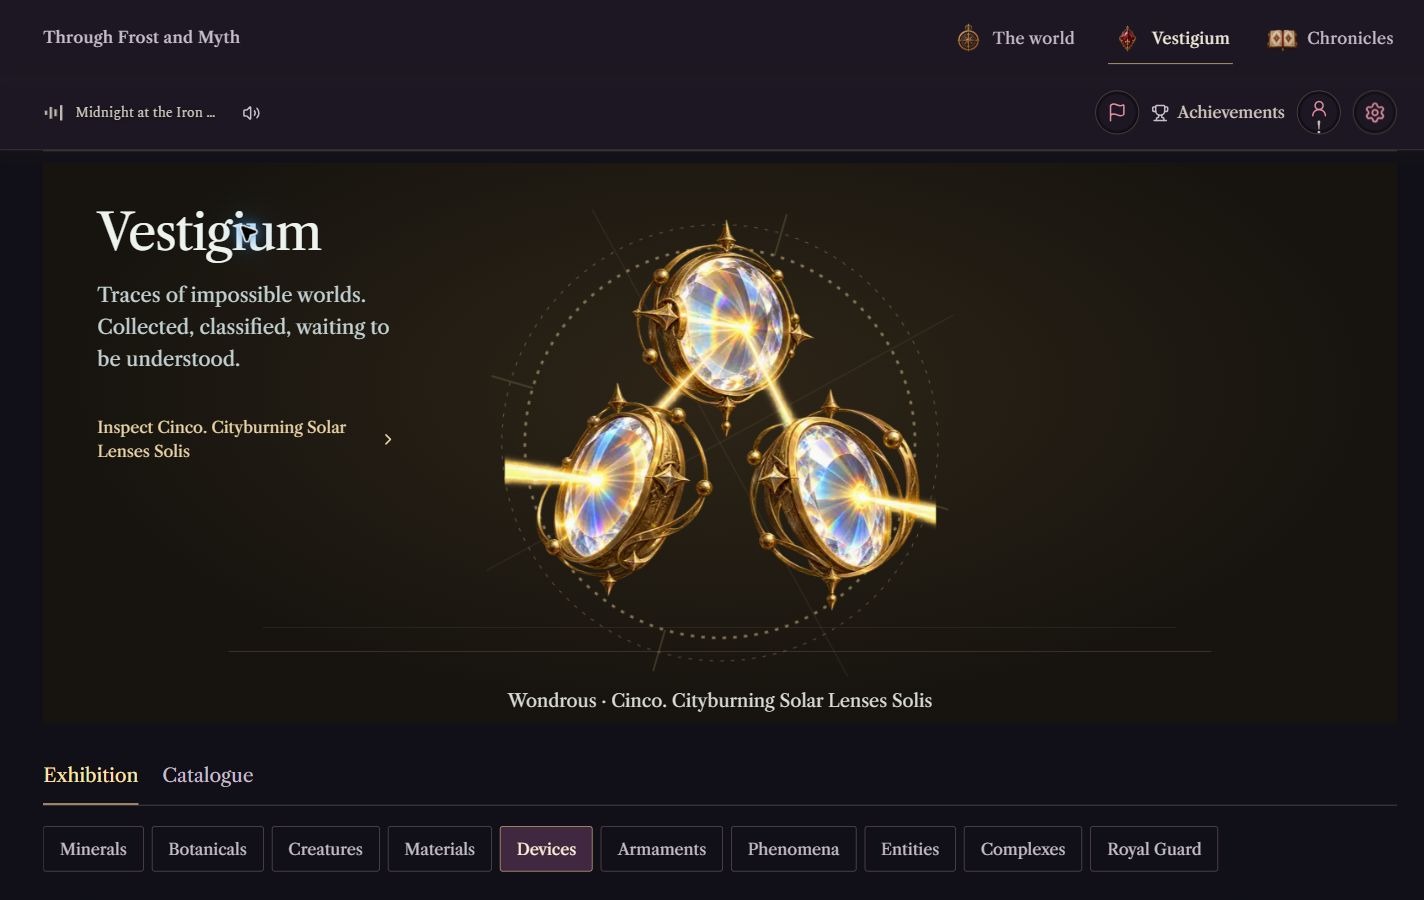 Through Frost and Myth
The world
Vestigium
Chronicles
Midnight at the Iron ...
Achievements
!
Vestigium
Traces of impossible worlds.
Collected, classified, waiting to
be understood.
Inspect Cinco. Cityburning Solar
Lenses Solis
Wondrous · Cinco. Cityburning Solar Lenses Solis
Exhibition
Catalogue
Minerals
Botanicals
Creatures
Materials
Devices
Armaments
Phenomena
Entities
Complexes
Royal Guard